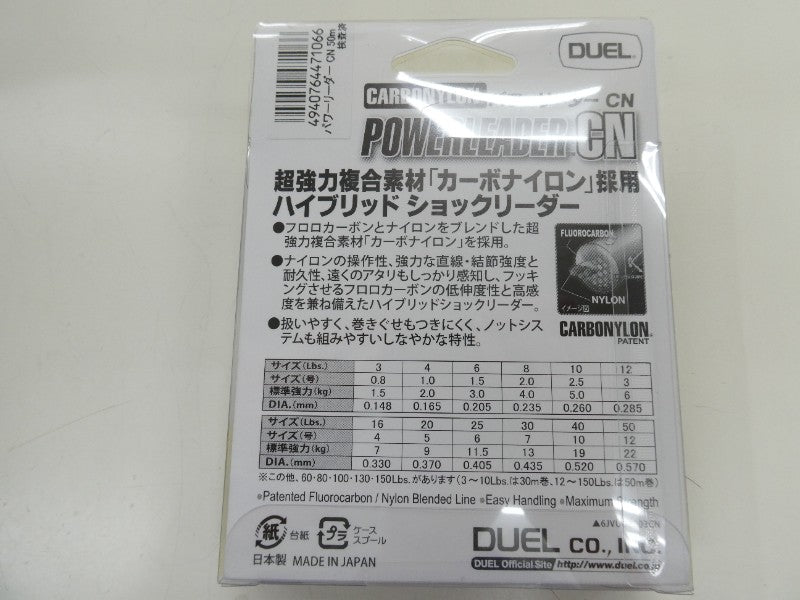 4940764471066
パワーリーダー CN 50m
検査済
DUEL®
CARBONYLON パワーリーダー CN
POWERLEADER CN
超強力複合素材「カーボナイロン」採用
ハイブリッド ショックリーダー
●フロロカーボンとナイロンをブレンドした超
強力複合素材「カーボナイロン」を採用。
●ナイロンの操作性、強力な直線・結節強度と
耐久性、遠くのアタリもしっかり感知し、フッキ
ングさせるフロロカーボンの低伸度性と高感
度を兼ね備えたハイブリッドショックリーダー。
●扱いやすく、巻きぐせもつきにくく、ノットシス
テムも組みやすいしなやかな特性。
FLUOROCARBON
NYLON
イメージ図
CARBONYLON®
PATENT
サイズ(Lbs.) 3 4 6 8 10 12
サイズ(号) 0.8 1.0 1.5 2.0 2.5 3
標準強力(kg) 1.5 2.0 3.0 4.0 5.0 6
DIA.(mm) 0.148 0.165 0.205 0.235 0.260 0.285
サイズ(Lbs.) 16 20 25 30 40 50
サイズ(号) 4 5 6 7 10 12
標準強力(kg) 7 9 11.5 13 19 22
DIA.(mm) 0.330 0.370 0.405 0.435 0.520 0.570
※この他、60・80・100・130・150Lbs.があります(3〜10Lbs.は30m巻、12〜150Lbs.は50m巻)
●Patented Fluorocarbon / Nylon Blended Line ●Easy Handling ●Maximum Strength
紙 台紙 プラ ケース
スプール
日本製 MADE IN JAPAN
DUEL CO., INC.
DUEL Official Site http://www.duel.co.jp